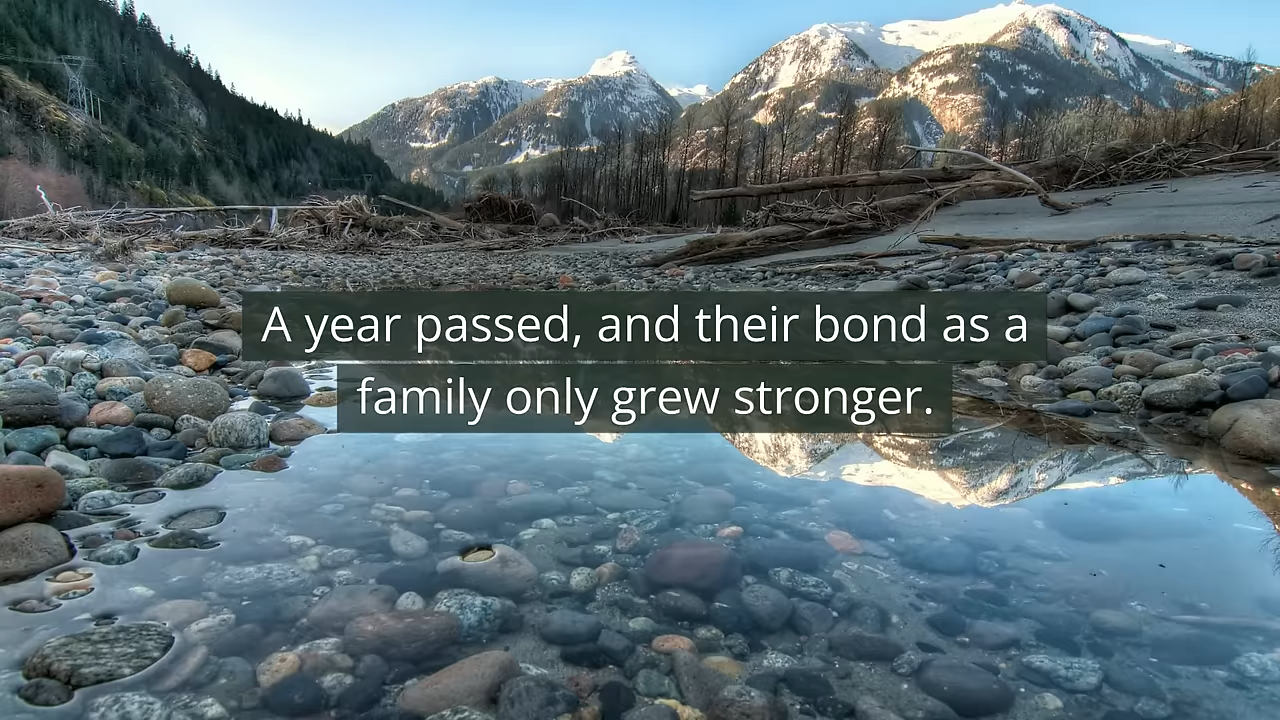 A year passed, and their bond as a
family only grew stronger.